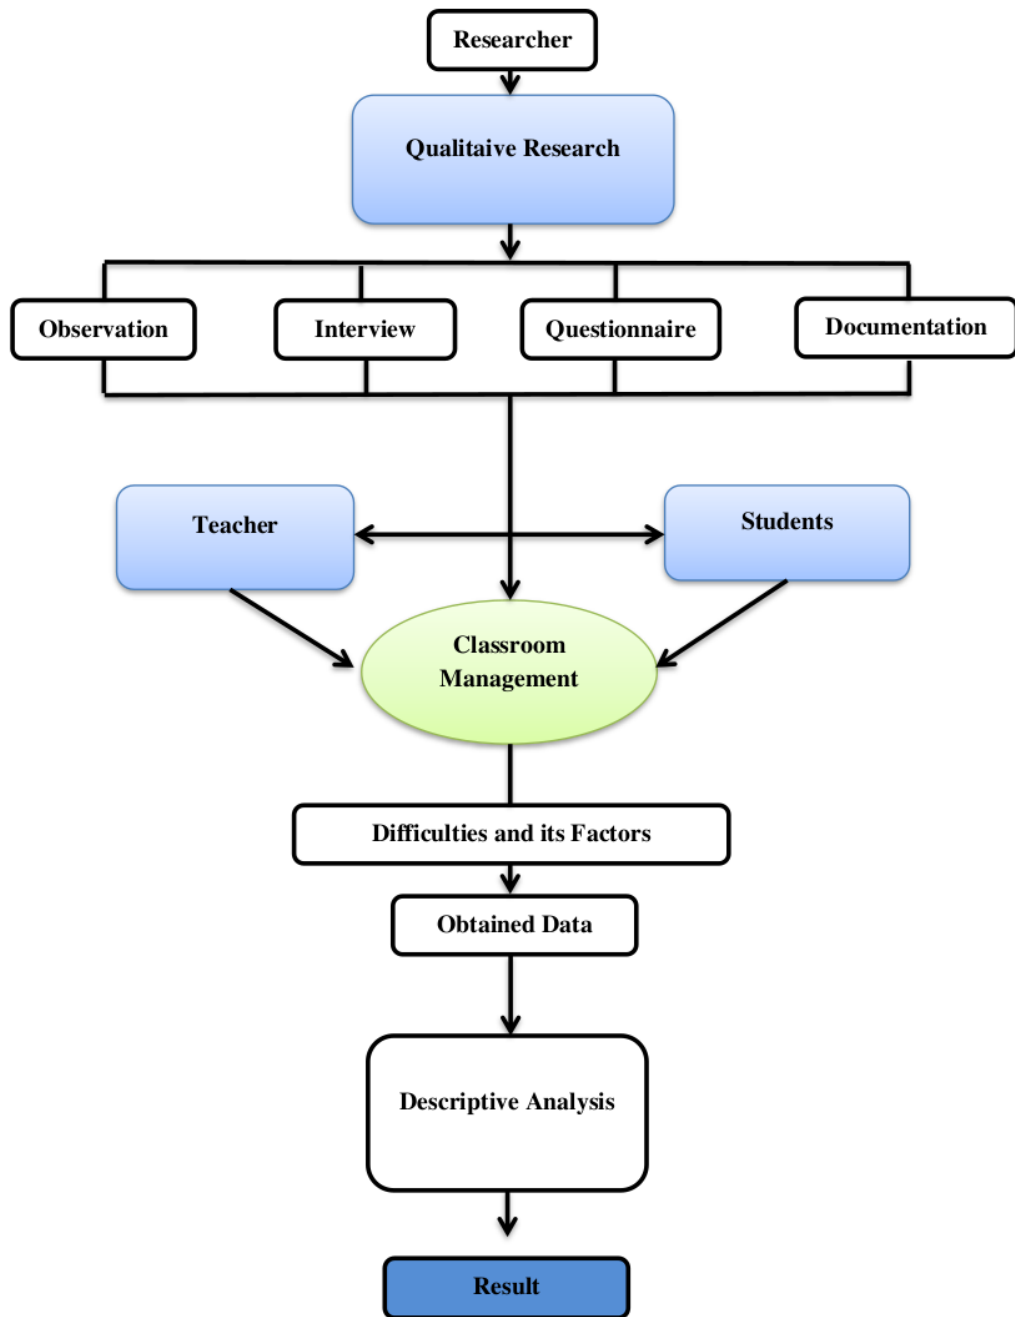 Researcher
Qualitaive Research
Observation
Interview
Questionnaire
Documentation
Teacher
Students
Classroom
Management
Difficulties and its Factors
Obtained Data
Descriptive Analysis
Result